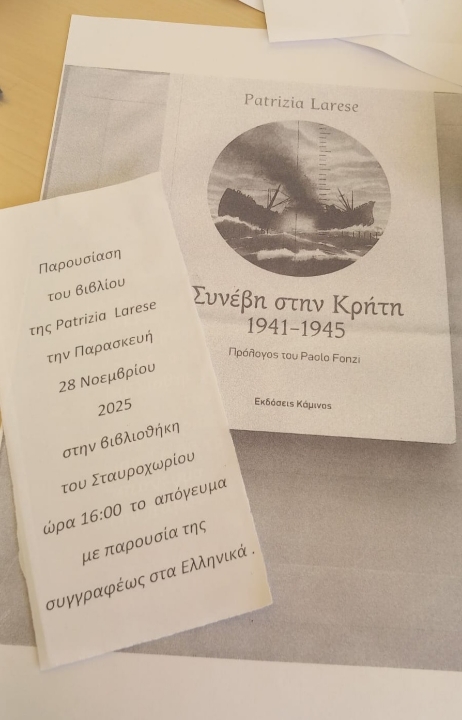 Patrizia Larese
Συνέβη στην Κρήτη
1941–1945
Πρόλογος του Paolo Fonzi
Εκδόσεις Κάμινος
Παρουσίαση
του βιβλίου
της Patrizia Larese
την Παρασκευή
28 Νοεμβρίου
2025
στην βιβλιοθήκη
του Σταυροχωρίου
ώρα 16:00 το απόγευμα
με παρουσία της
συγγραφέως στα Ελληνικά .